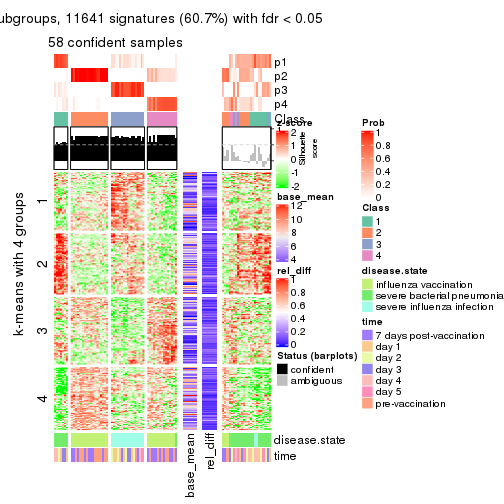 ubgroups, 11641 signatures (60.7%) with fdr < 0.05
58 confident samples
p1
p2
p3
p4
Class
1
2
3
4
k-means with 4 groups
base_mean
rel_diff
disease.state
time
z-score
2
1
0
-1
-2
Silhouette
score
base_mean
12
10
8
6
4
rel_diff
1
0.8
0.6
0.4
0.2
0
Status (barplots)
confident
ambiguous
Prob
1
0.8
0.6
0.4
0.2
0
Class
1
2
3
4
disease.state
influenza vaccination
severe bacterial pneumonia
severe influenza infection
time
7 days post-vaccination
day 1
day 2
day 3
day 4
day 5
pre-vaccination